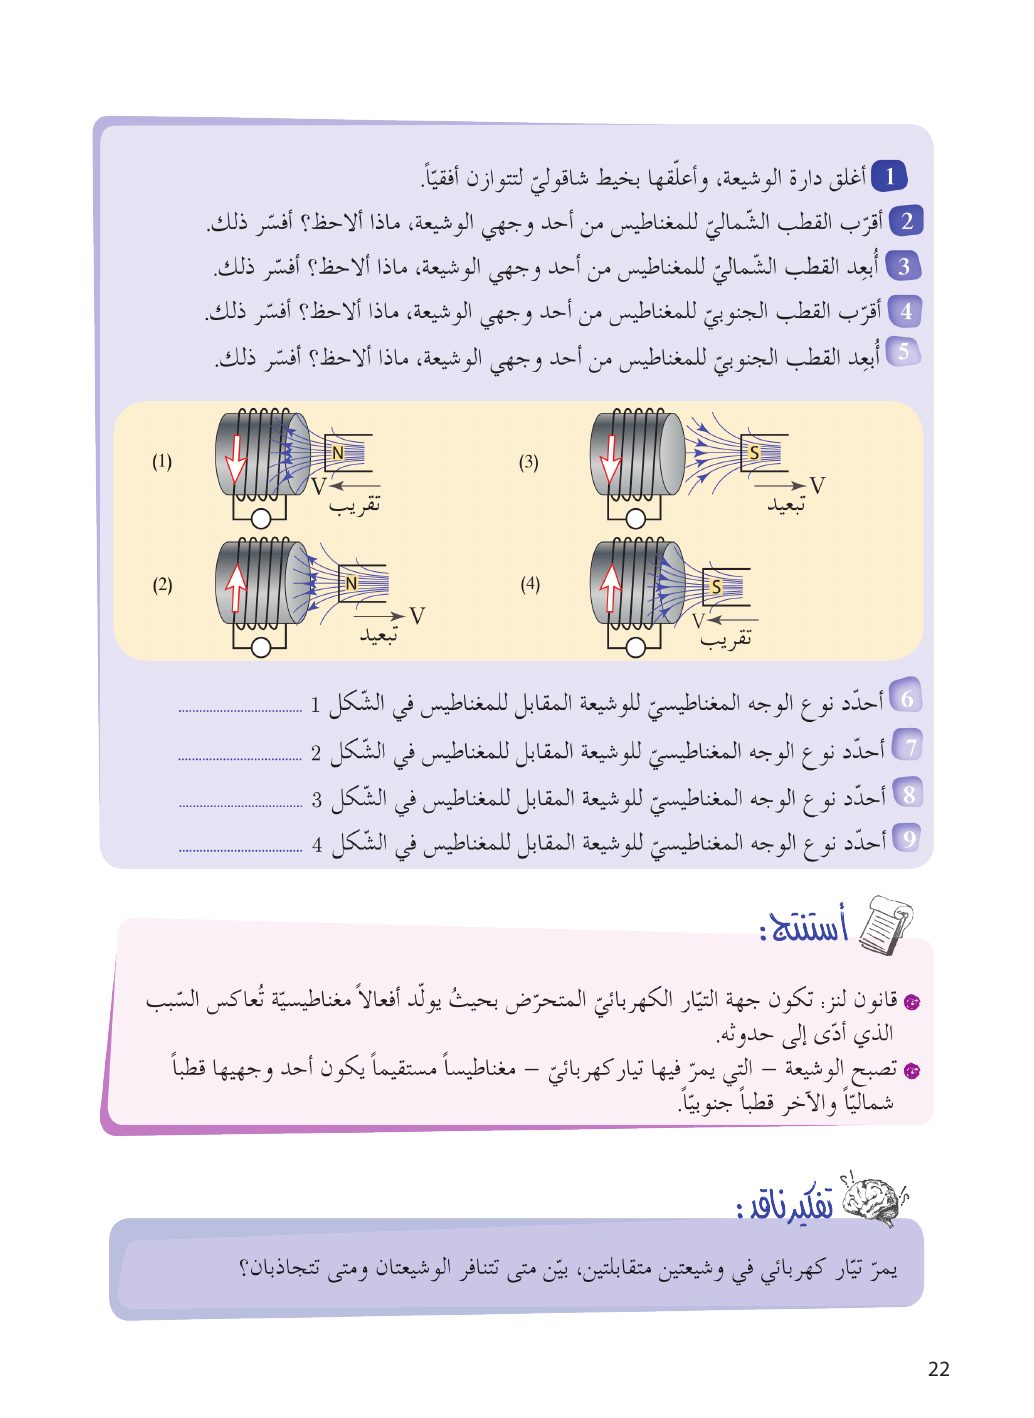 1 أغلق دارة الوشيعة، وأعلّقها بخيط شاقوليّ لتتوازن أفقيّاً.
2 أقرّب القطب الشّماليّ للمغناطيس من أحد وجهي الوشيعة، ماذا ألاحظ؟ أفسّر ذلك.
3 أُبعِد القطب الشّماليّ للمغناطيس من أحد وجهي الوشيعة، ماذا ألاحظ؟ أفسّر ذلك.
4 أقرّب القطب الجنوبيّ للمغناطيس من أحد وجهي الوشيعة، ماذا ألاحظ؟ أفسّر ذلك.
5 أُبعِد القطب الجنوبيّ للمغناطيس من أحد وجهي الوشيعة، ماذا ألاحظ؟ أفسّر ذلك.
(1) N V
تقريب
(3) S V
تبعيد
(2) N V
تبعيد
(4) S V
تقريب
6 أحدّد نوع الوجه المغناطيسيّ للوشيعة المقابل للمغناطيس في الشّكل 1 ....................
7 أحدّد نوع الوجه المغناطيسيّ للوشيعة المقابل للمغناطيس في الشّكل 2 ....................
8 أحدّد نوع الوجه المغناطيسيّ للوشيعة المقابل للمغناطيس في الشّكل 3 ....................
9 أحدّد نوع الوجه المغناطيسيّ للوشيعة المقابل للمغناطيس في الشّكل 4 ....................
أستنتج:
قانون لنز: تكون جهة التيّار الكهربائيّ المتحرّض بحيثُ يولّد أفعالاً مغناطيسيّة تُعاكس السّبب
الذي أدّى إلى حدوثه.
تصبح الوشيعة – التي يمرّ فيها تياركهربائيّ – مغناطيساً مستقيماً يكون أحد وجهيها قطباً
شماليّاً والآخر قطباً جنوبيّاً.
تفكير ناقد:
يمرّ تيّار كهربائي في وشيعتين متقابلتين، بيّن متى تتنافر الوشيعتان ومتى تتجاذبان؟
22